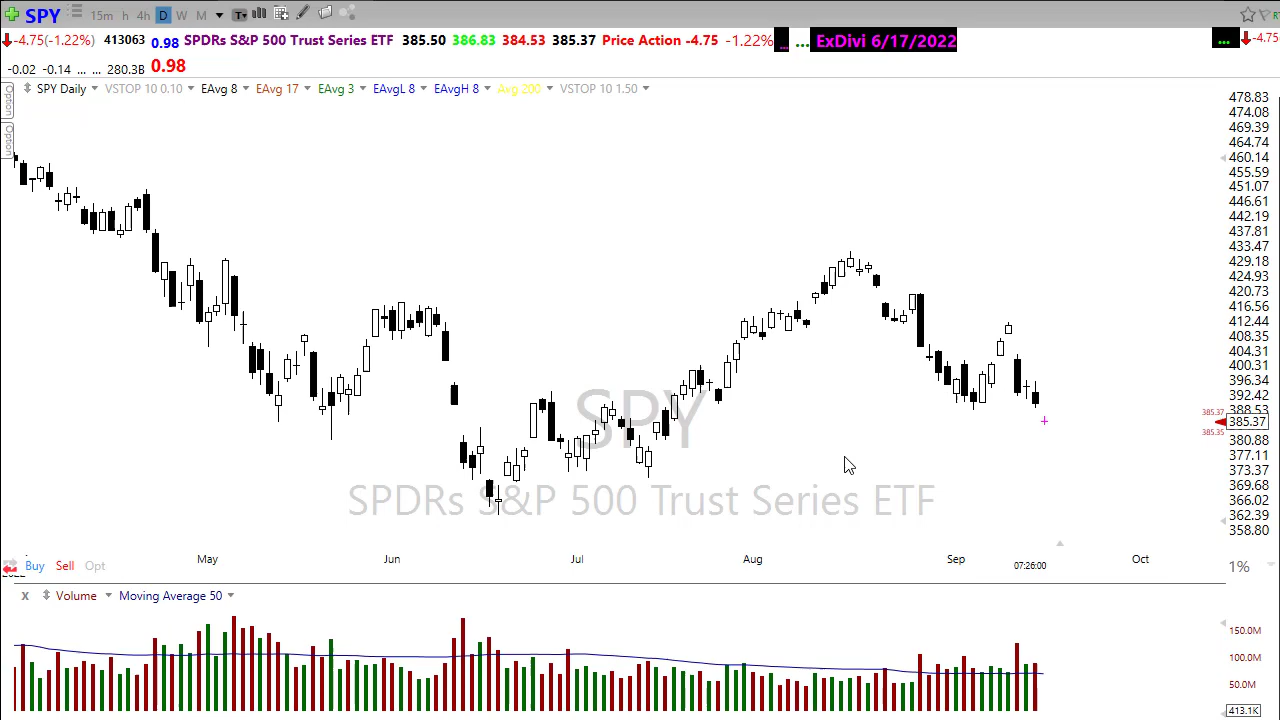 SPY 15m h 4h D W M T
-4.75(-1.22%) 413063 0.98 SPDRs S&P 500 Trust Series ETF 385.50 386.83 384.53 385.37 Price Action -4.75 -1.22% ... ... ExDivi 6/17/2022 ... -4.75
-0.02 -0.14 ... ... 280.3B 0.98
SPY Daily VSTOP 10 0.10 EAvg 8 EAvg 17 EAvg 3 EAvgL 8 EAvgH 8 Avg 200 VSTOP 10 1.50
Option
Option
478.83
474.08
469.39
464.74
460.14
455.59
451.07
446.61
442.19
437.81
433.47
429.18
424.93
420.73
416.56
412.44
408.35
404.31
400.31
396.34
392.42
388.53
385.37 385.37
385.35
380.88
377.11
373.37
369.68
366.02
362.39
358.80
SPY
SPDRs S&P 500 Trust Series ETF
May Jun Jul Aug Sep Oct
Buy Sell Opt 07:26:00 1%
x Volume Moving Average 50
150.0M
100.0M
50.0M
413.1K